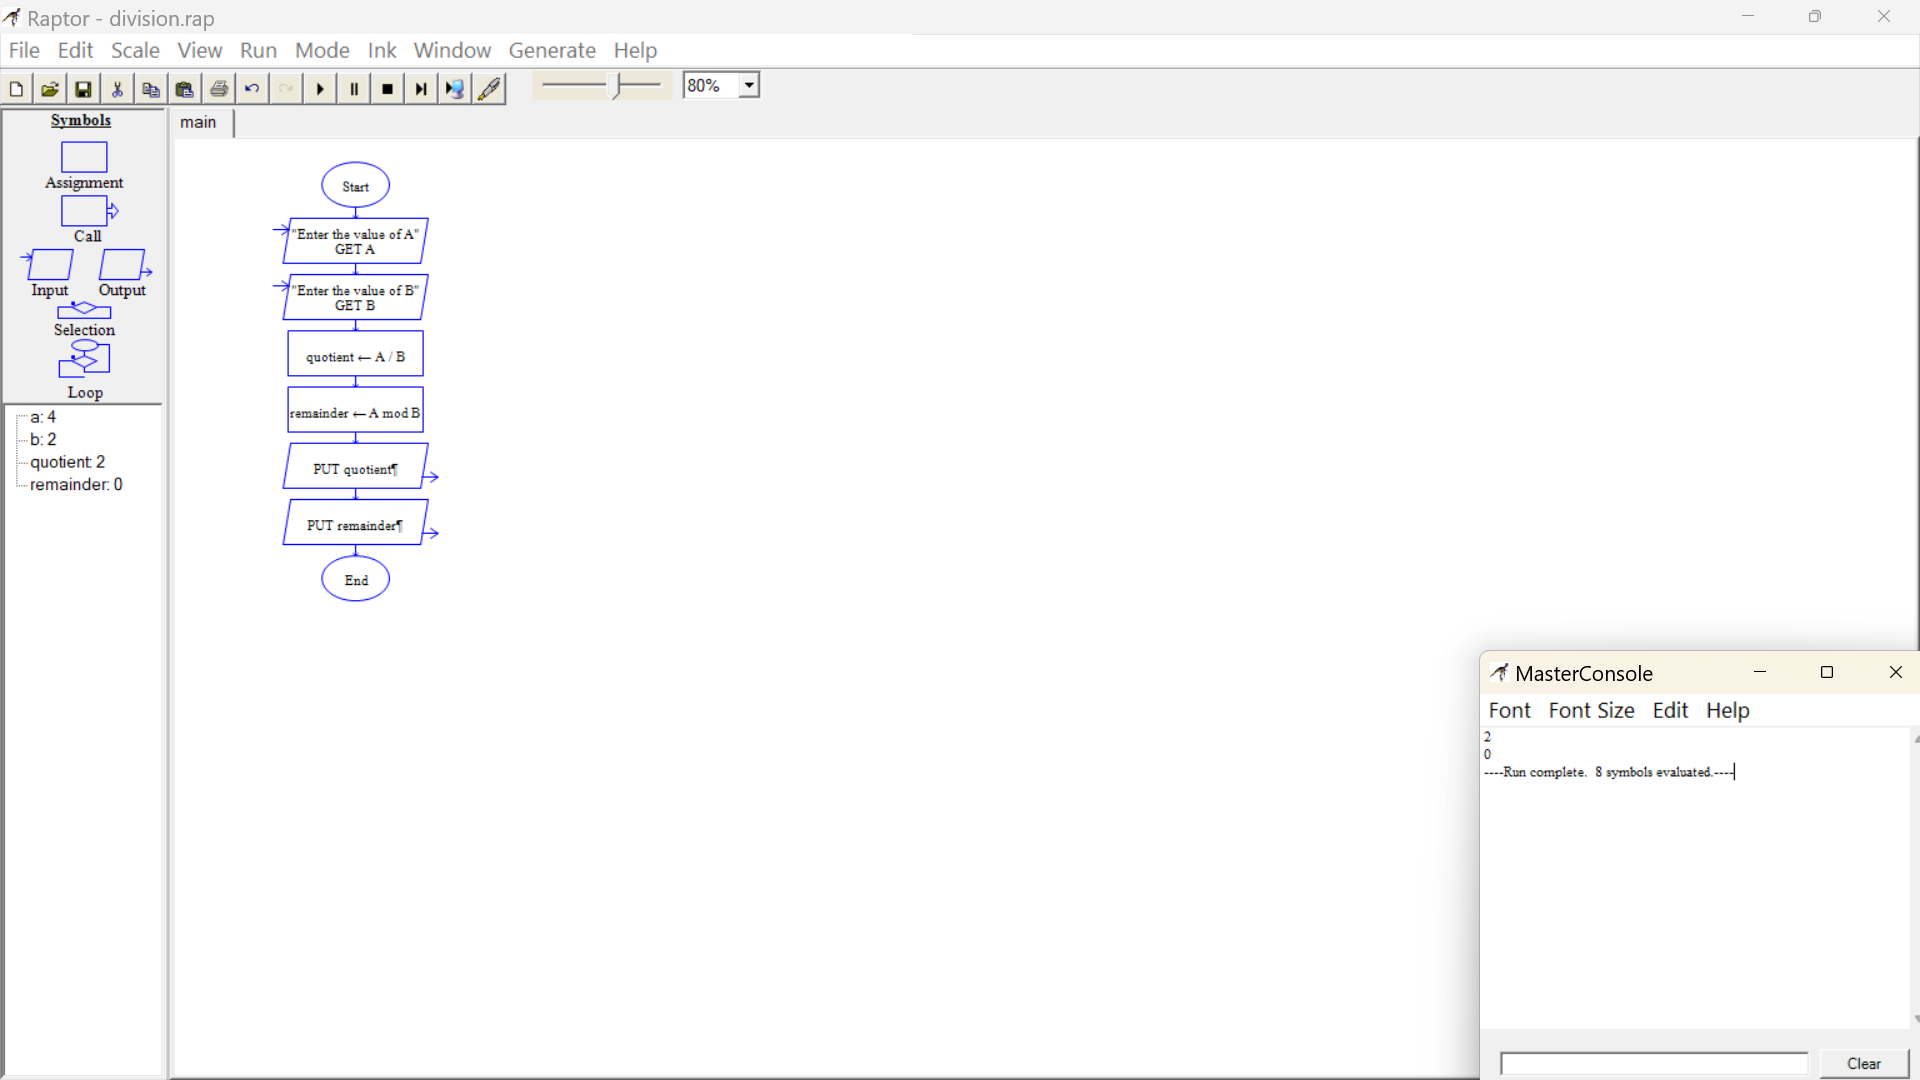 Raptor - division.rap
File Edit Scale View Run Mode Ink Window Generate Help
80%
Symbols
Assignment
Call
Input Output
Selection
Loop
a: 4
b: 2
quotient: 2
remainder: 0
main
Start
"Enter the value of A"
GET A
"Enter the value of B"
GET B
quotient ← A / B
remainder ← A mod B
PUT quotient¶
PUT remainder¶
End
MasterConsole
Font Font Size Edit Help
2
0
----Run complete.  8 symbols evaluated.----
Clear